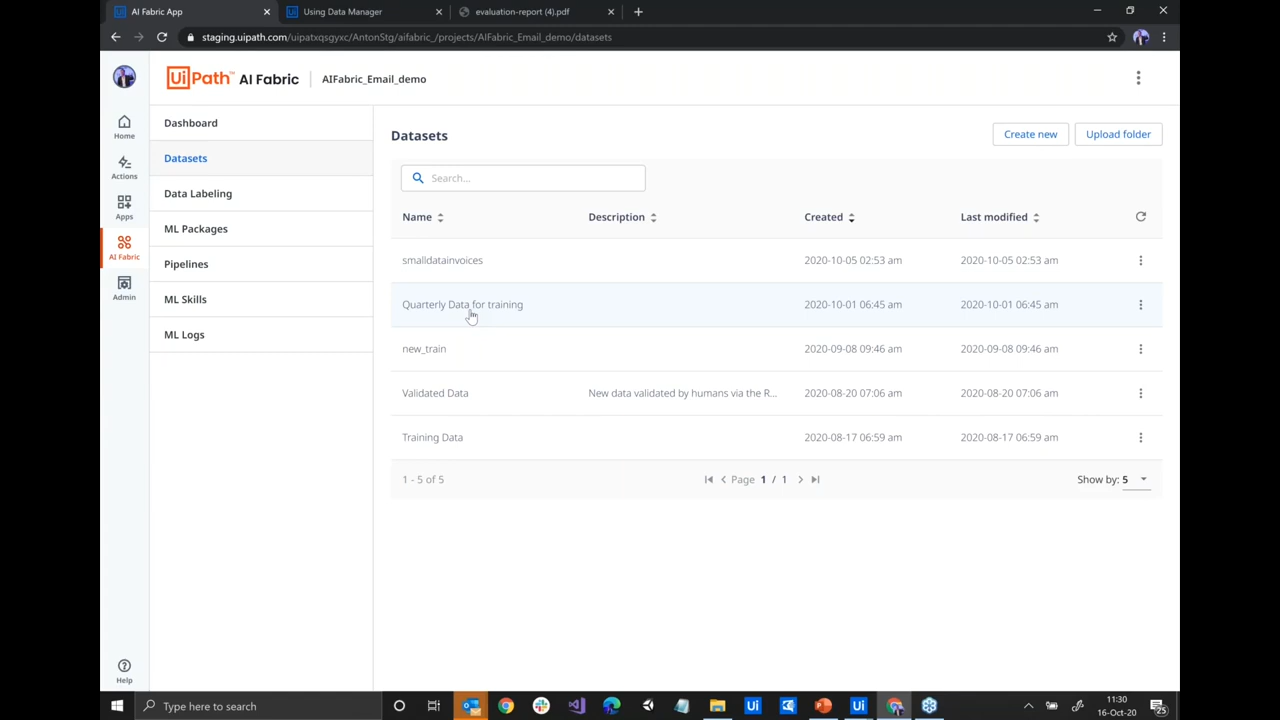 AI Fabric App
Using Data Manager
evaluation-report (4).pdf
staging.uipath.com/uipatxqsgyxc/AntonStg/aifabric_/projects/AIFabric_Email_demo/datasets
UiPath™ AI Fabric
AIFabric_Email_demo
Home
Actions
Apps
AI Fabric
Admin
Help
Dashboard
Datasets
Data Labeling
ML Packages
Pipelines
ML Skills
ML Logs
Datasets
Create new
Upload folder
Search...
Name Description Created Last modified
smalldatainvoices 2020-10-05 02:53 am 2020-10-05 02:53 am
Quarterly Data for training 2020-10-01 06:45 am 2020-10-01 06:45 am
new_train 2020-09-08 09:46 am 2020-09-08 09:46 am
Validated Data New data validated by humans via the R... 2020-08-20 07:06 am 2020-08-20 07:06 am
Training Data 2020-08-17 06:59 am 2020-08-17 06:59 am
1 - 5 of 5 Page 1 / 1 Show by: 5
Type here to search
Ui
Ui
11:30
16-Oct-20
25